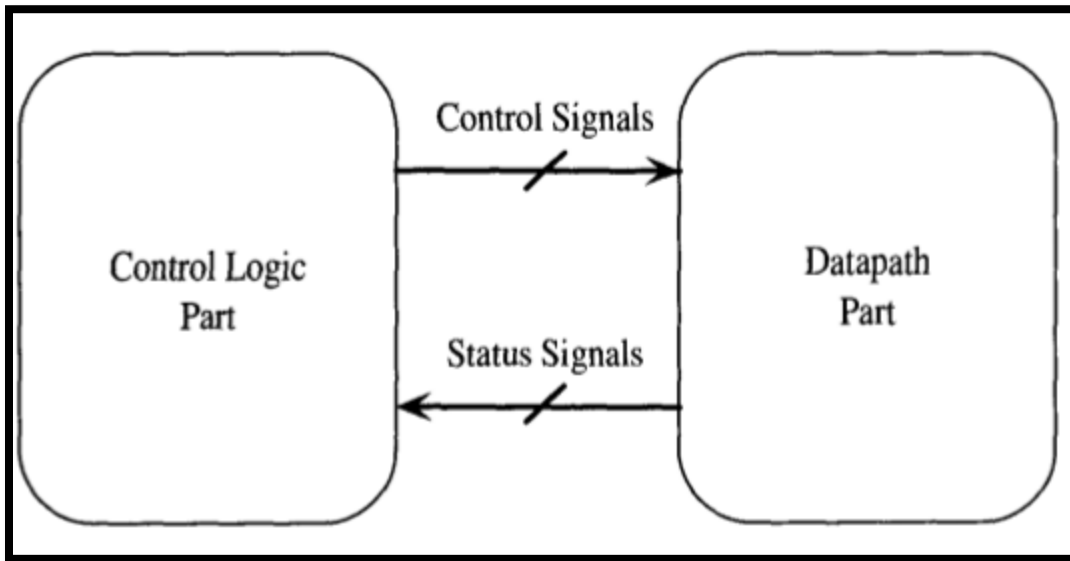 Control Signals
Control Logic
Part
Datapath
Part
Status Signals